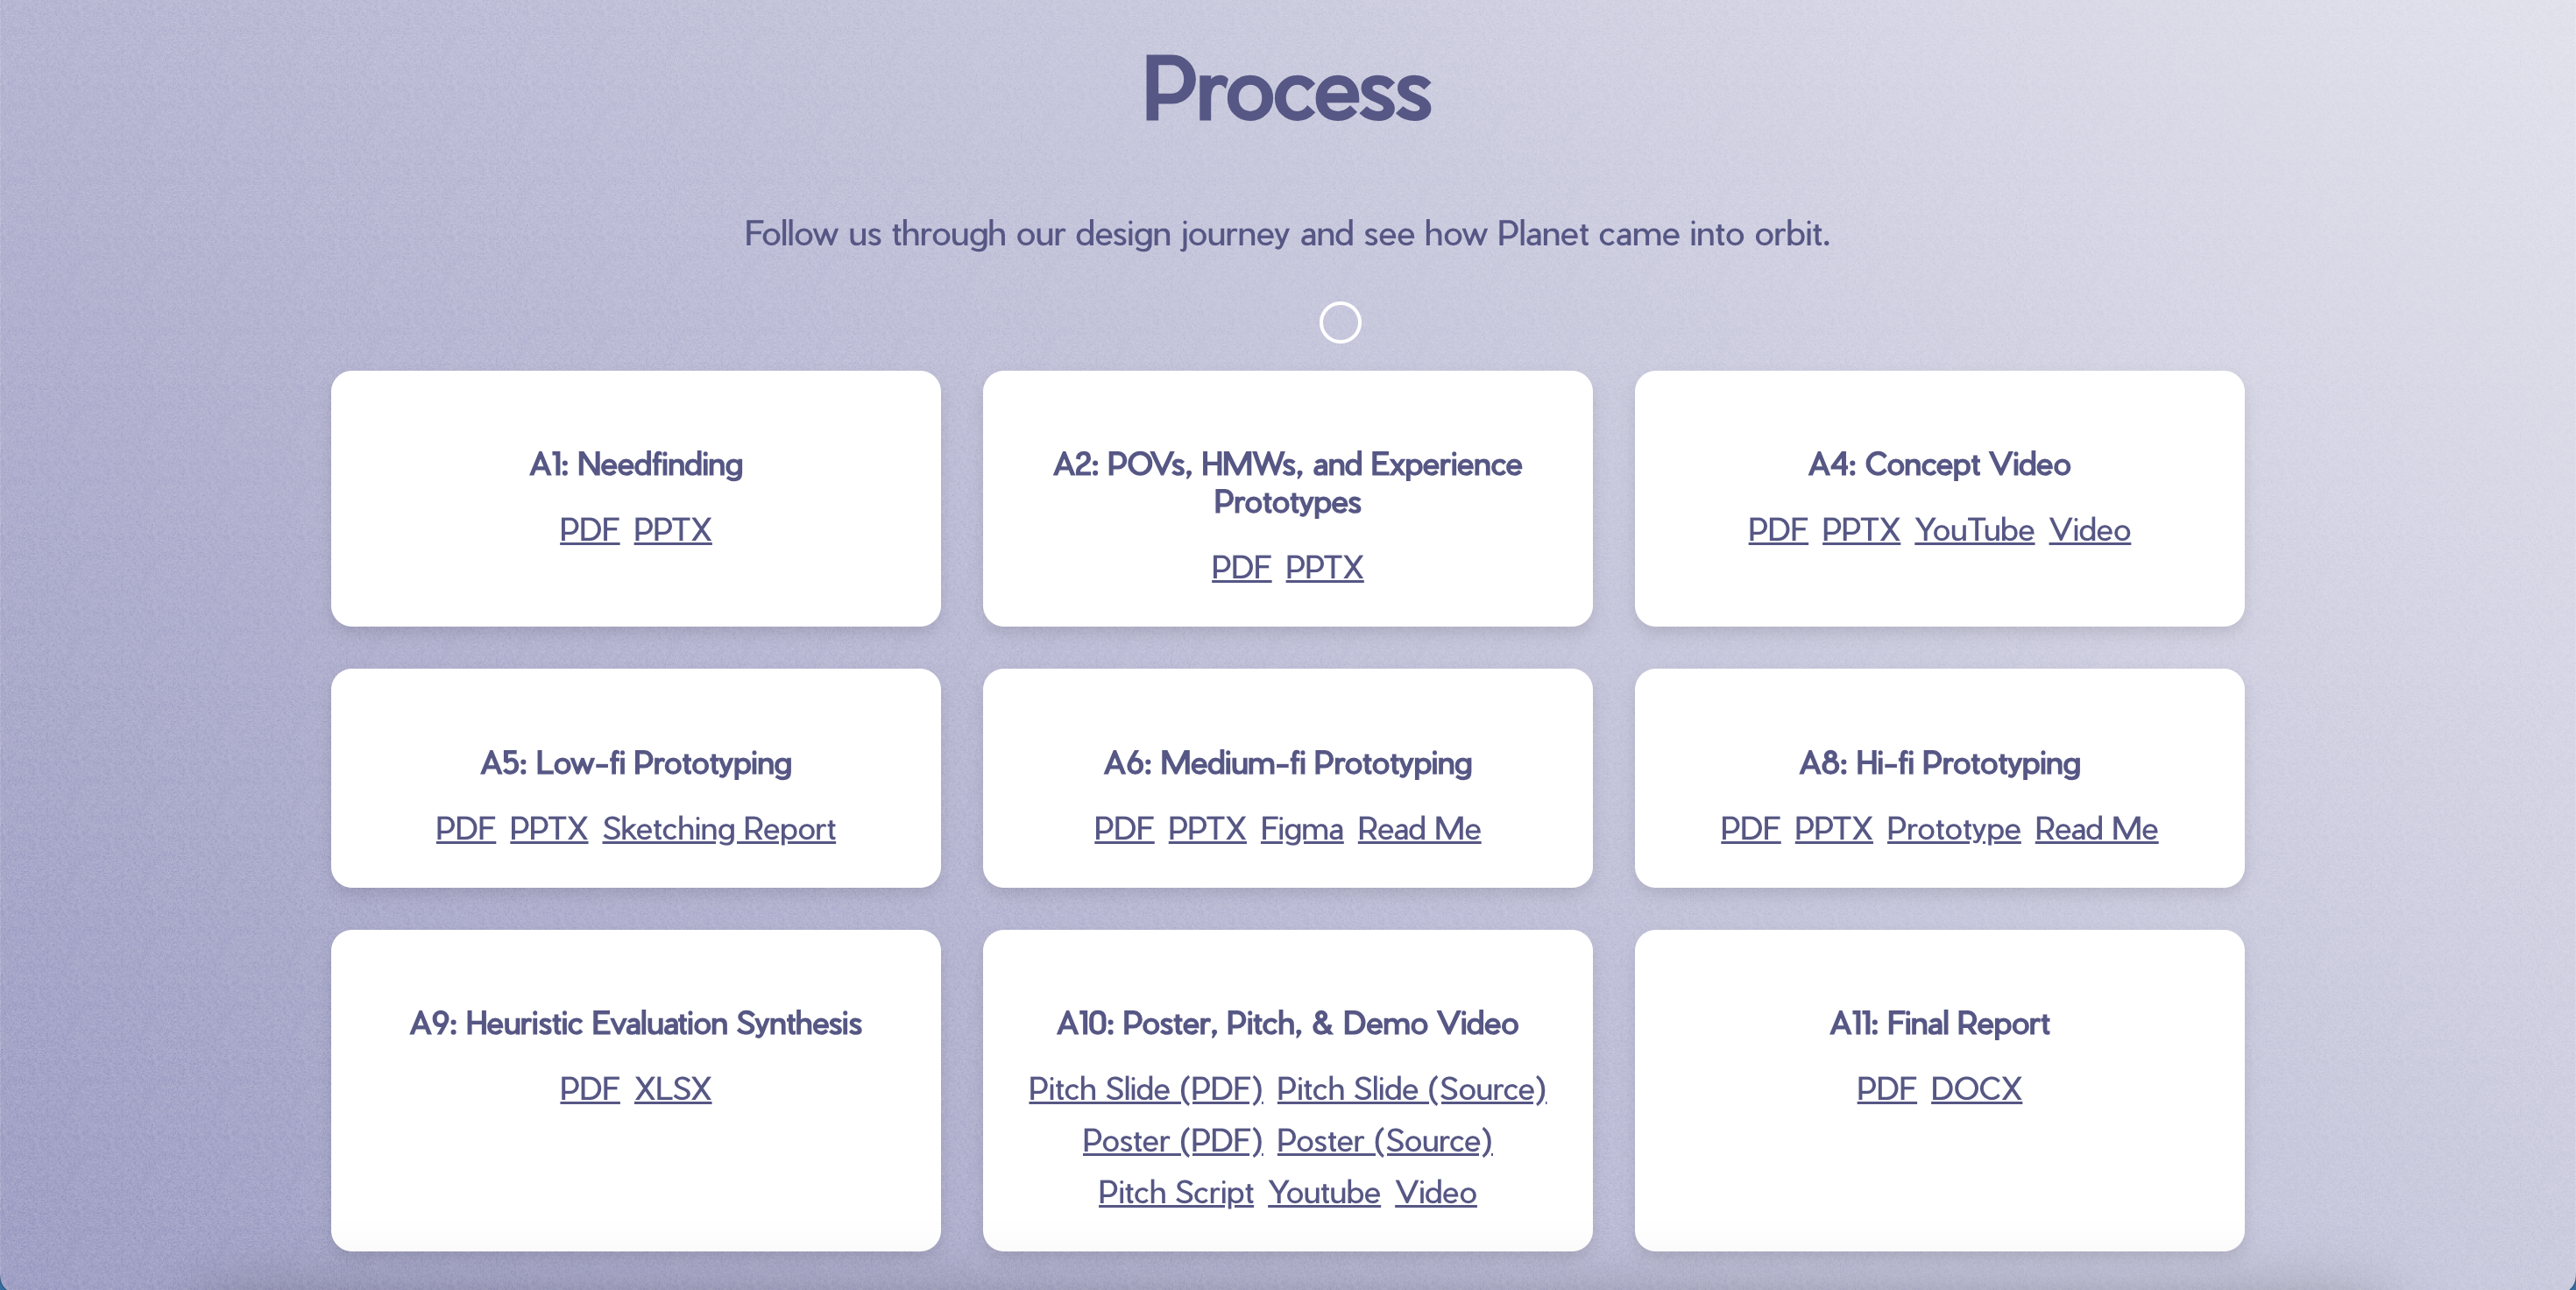 Process
Follow us through our design journey and see how Planet came into orbit.
A1: Needfinding
PDF PPTX
A2: POVs, HMWs, and Experience
Prototypes
PDF PPTX
A4: Concept Video
PDF PPTX YouTube Video
A5: Low-fi Prototyping
PDF PPTX Sketching Report
A6: Medium-fi Prototyping
PDF PPTX Figma Read Me
A8: Hi-fi Prototyping
PDF PPTX Prototype Read Me
A9: Heuristic Evaluation Synthesis
PDF XLSX
A10: Poster, Pitch, & Demo Video
Pitch Slide (PDF) Pitch Slide (Source)
Poster (PDF) Poster (Source)
Pitch Script Youtube Video
A11: Final Report
PDF DOCX